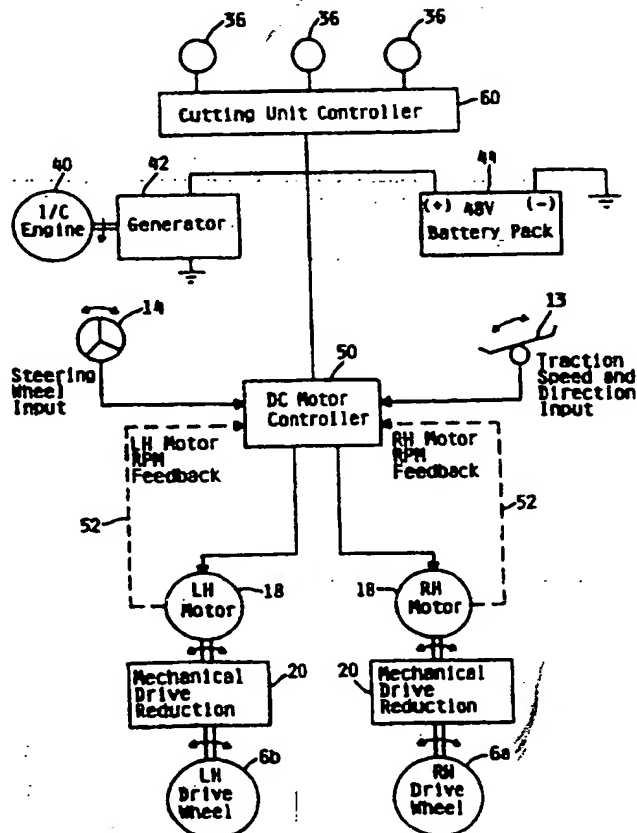 36 36 36
Cutting Unit Controller
60
40
42
44
I/C
Engine
Generator
(+) 48V (-)
Battery Pack
14
13
Steering
Wheel
Input
50
DC Motor
Controller
Traction
Speed and
Direction
Input
LH Motor
RPM
Feedback
RH Motor
RPM
Feedback
52
52
LH
Motor
18
18
RH
Motor
Mechanical
Drive
Reduction
20
20
Mechanical
Drive
Reduction
6b
6a
LH
Drive
Wheel
RH
Drive
Wheel